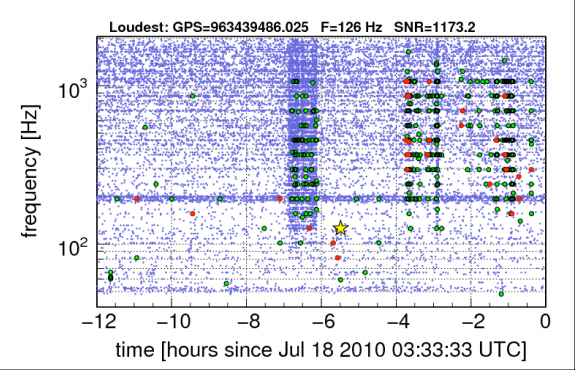 Loudest: GPS=963439486.025 F=126 Hz SNR=1173.2
frequency [Hz]
10³
10²
−12 −10 −8 −6 −4 −2 0
time [hours since Jul 18 2010 03:33:33 UTC]